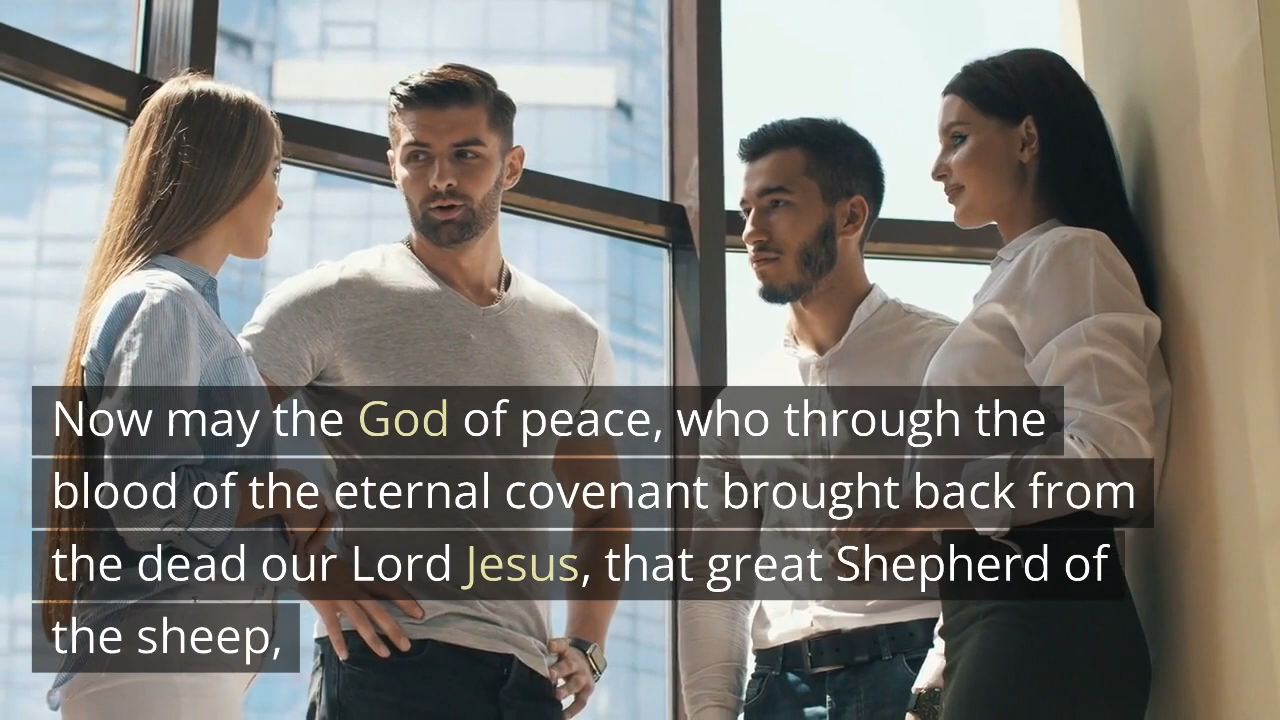 Now may the God of peace, who through the
blood of the eternal covenant brought back from
the dead our Lord Jesus, that great Shepherd of
the sheep,